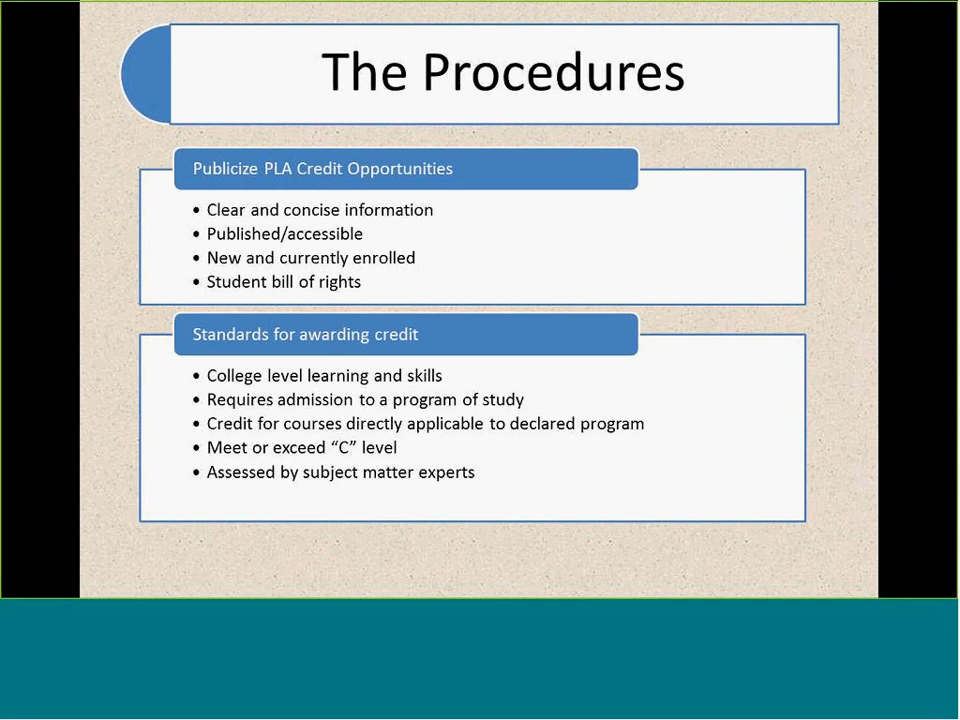 The Procedures
Publicize PLA Credit Opportunities
• Clear and concise information
• Published/accessible
• New and currently enrolled
• Student bill of rights
Standards for awarding credit
• College level learning and skills
• Requires admission to a program of study
• Credit for courses directly applicable to declared program
• Meet or exceed “C” level
• Assessed by subject matter experts